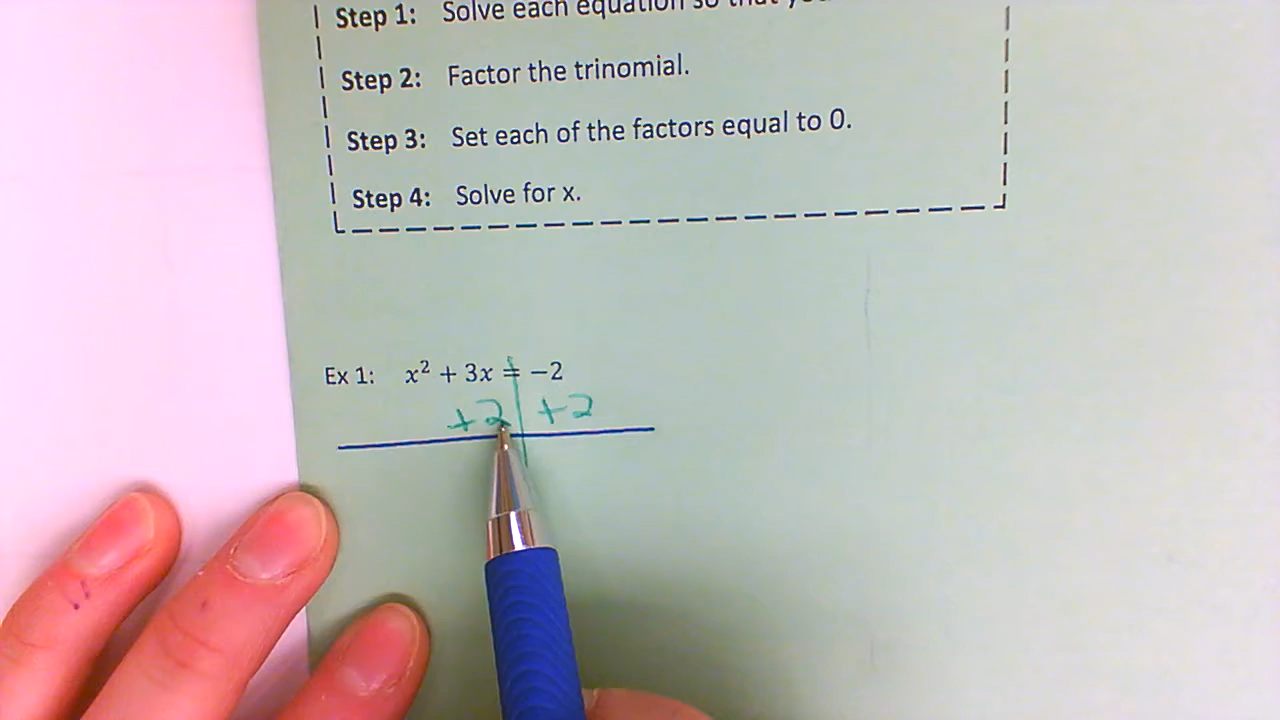 Step 1: Solve each equation so that
Step 2: Factor the trinomial.
Step 3: Set each of the factors equal to 0.
Step 4: Solve for x.
Ex 1: x² + 3x = −2
+2 +2